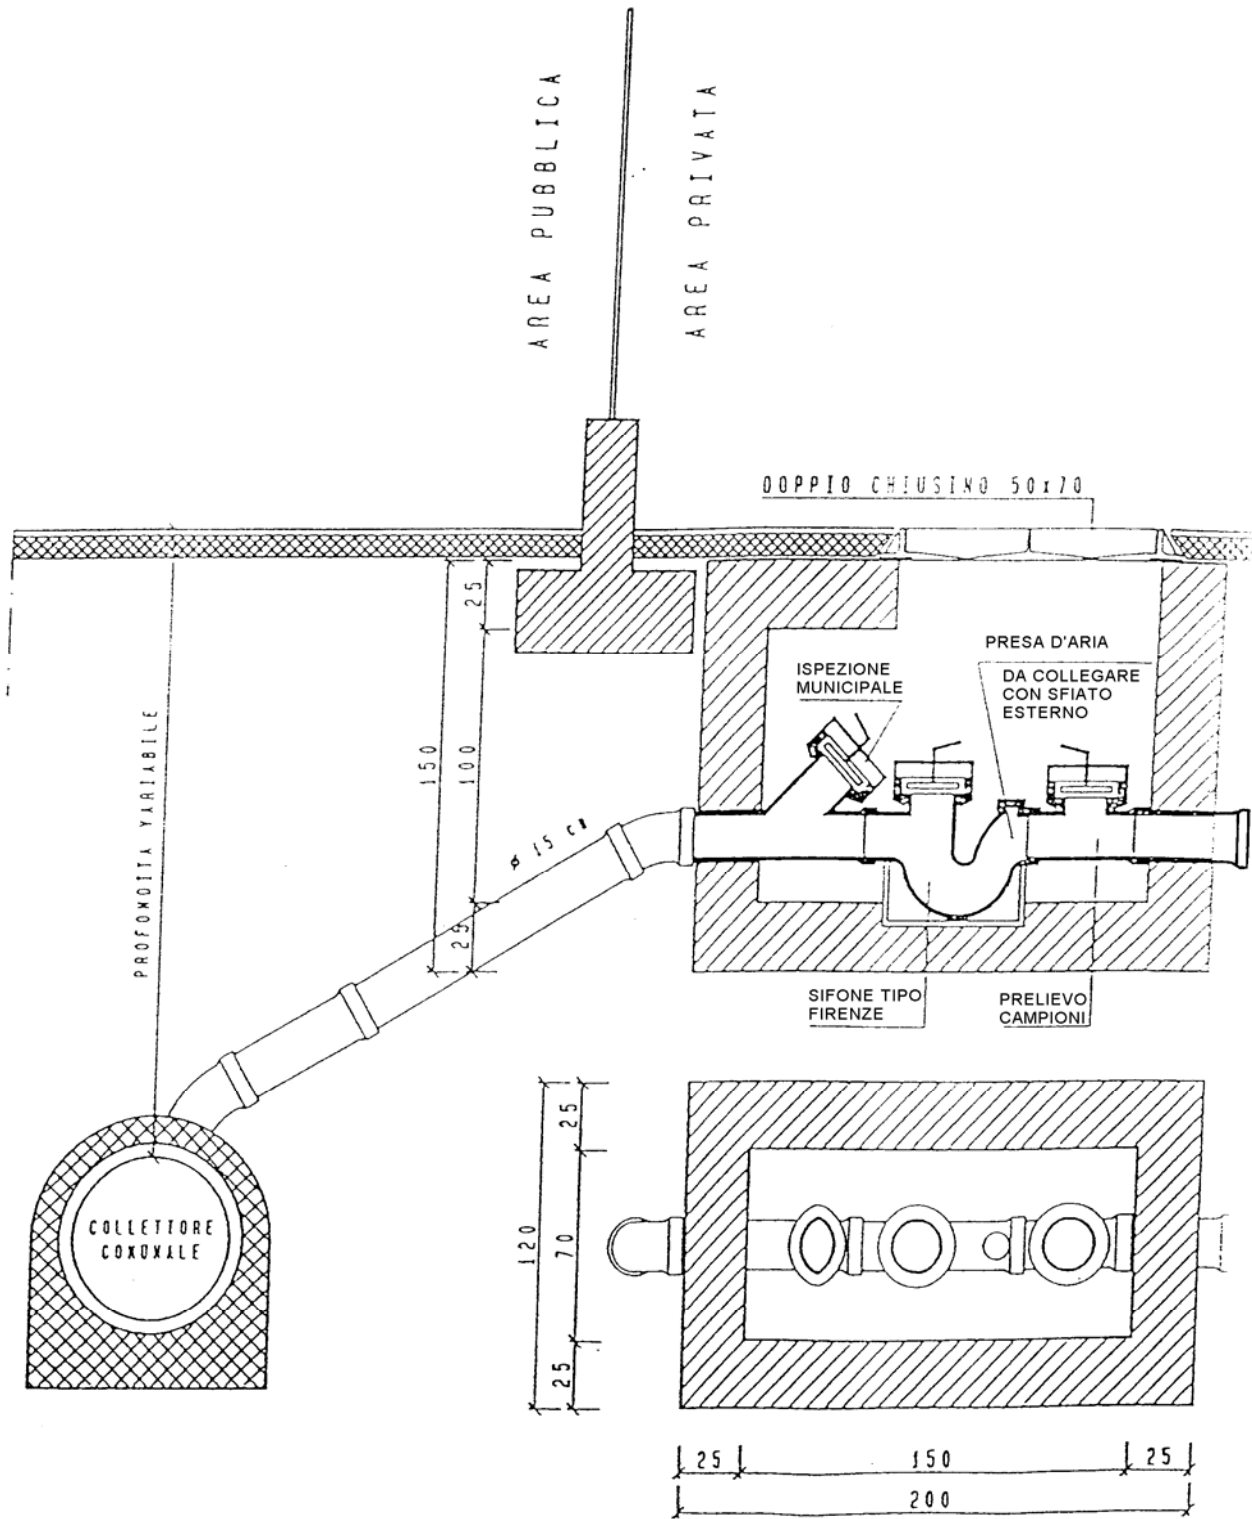 AREA PUBBLICA
AREA PRIVATA
DOPPIO CHIUSINO 50x70
25
150
100
25
PROFONDITA VARIABILE
ø 15 cm
ISPEZIONE
MUNICIPALE
PRESA D'ARIA
DA COLLEGARE
CON SFIATO
ESTERNO
SIFONE TIPO
FIRENZE
PRELIEVO
CAMPIONI
COLLETTORE
COMUNALE
120
25
70
25
25
150
25
200